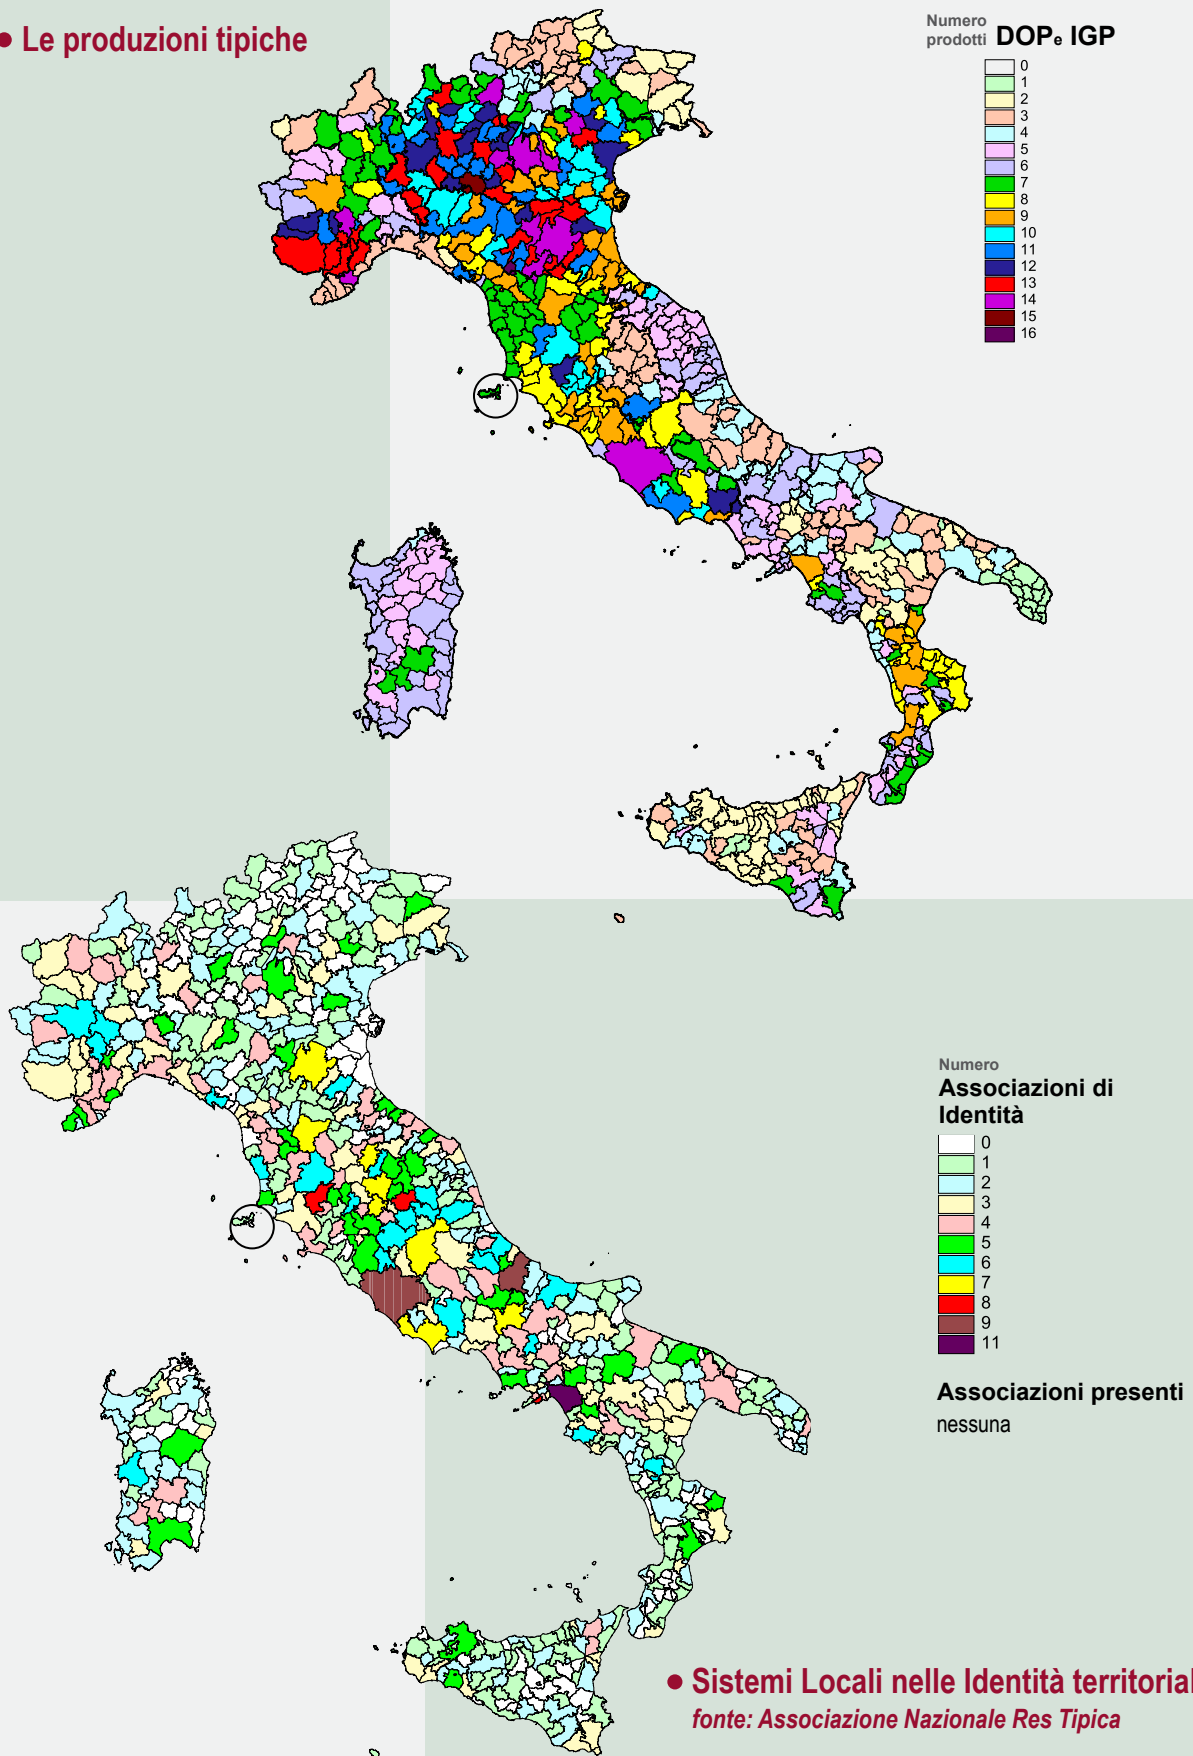 • Le produzioni tipiche
Numero
prodotti DOPe IGP
0
1
2
3
4
5
6
7
8
9
10
11
12
13
14
15
16
Numero
Associazioni di
Identità
0
1
2
3
4
5
6
7
8
9
11
Associazioni presenti
nessuna
• Sistemi Locali nelle Identità territorial
fonte: Associazione Nazionale Res Tipica